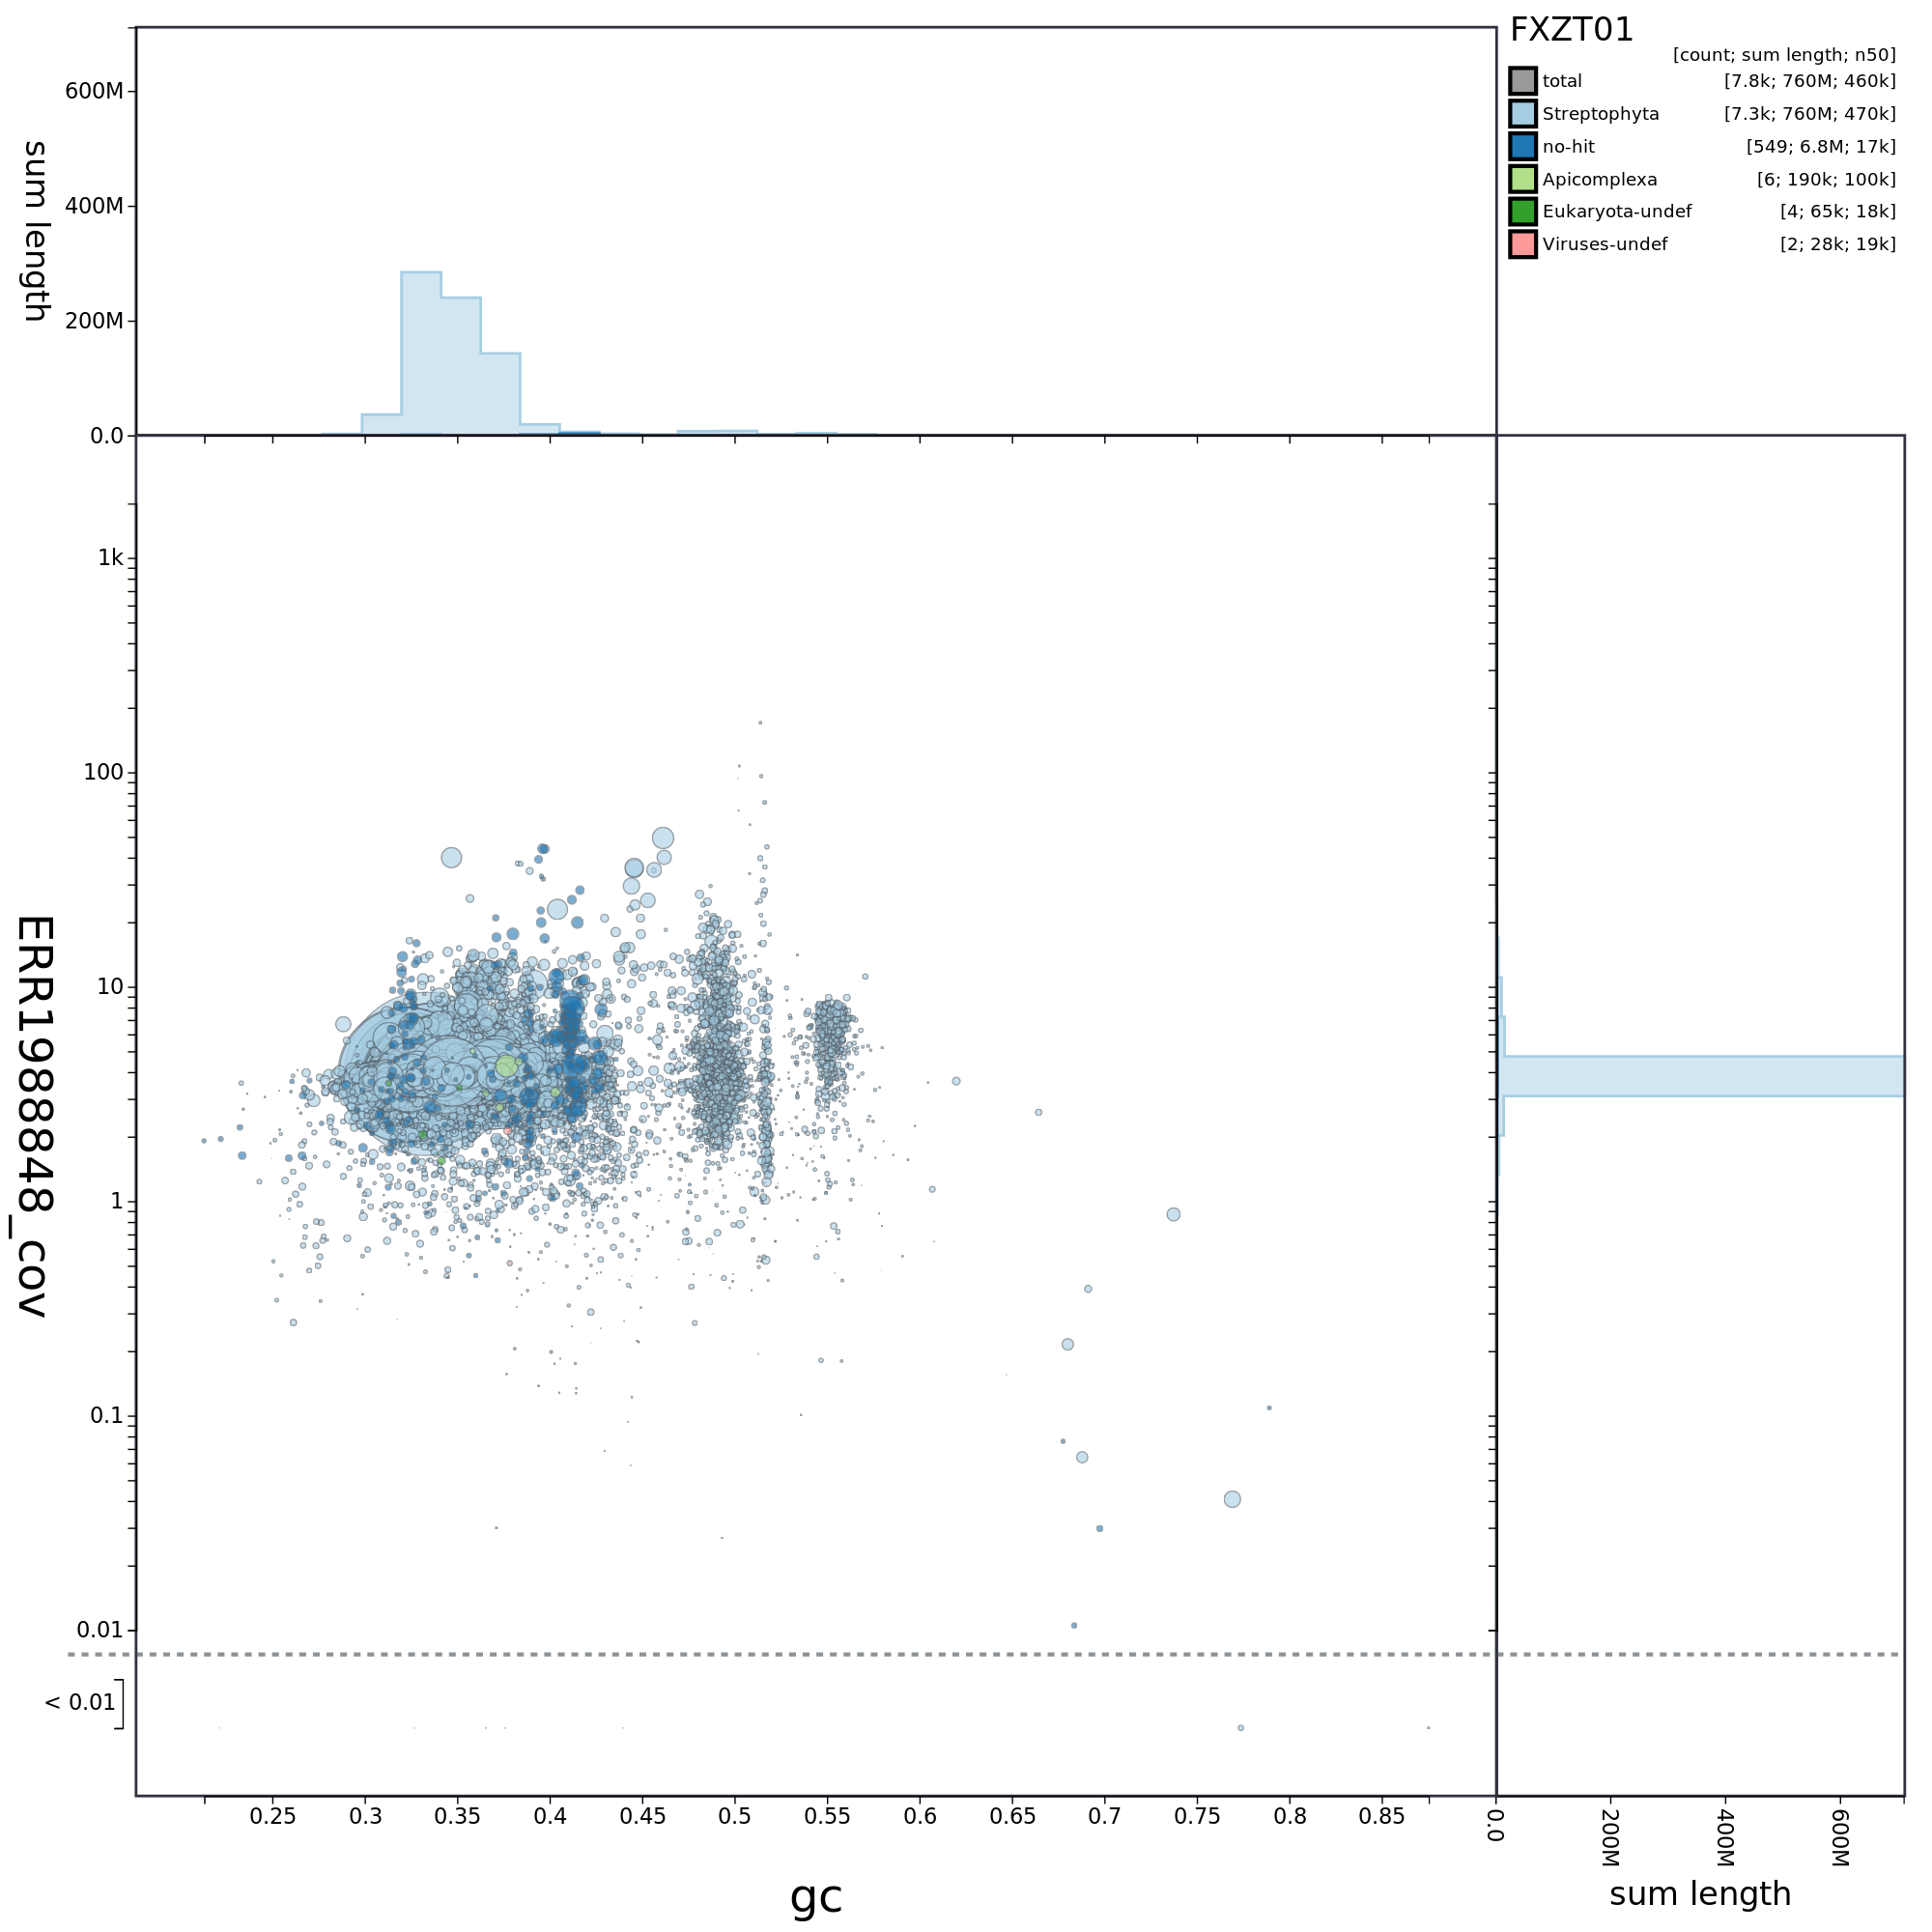 FXZT01
[count; sum length; n50]
total [7.8k; 760M; 460k]
Streptophyta [7.3k; 760M; 470k]
no-hit [549; 6.8M; 17k]
Apicomplexa [6; 190k; 100k]
Eukaryota-undef [4; 65k; 18k]
Viruses-undef [2; 28k; 19k]
sum length
600M
400M
200M
0.0
ERR1988848_cov
1k
100
10
1
0.1
0.01
< 0.01
0.25 0.3 0.35 0.4 0.45 0.5 0.55 0.6 0.65 0.7 0.75 0.8 0.85
gc
0.0 200M 400M 600M
sum length